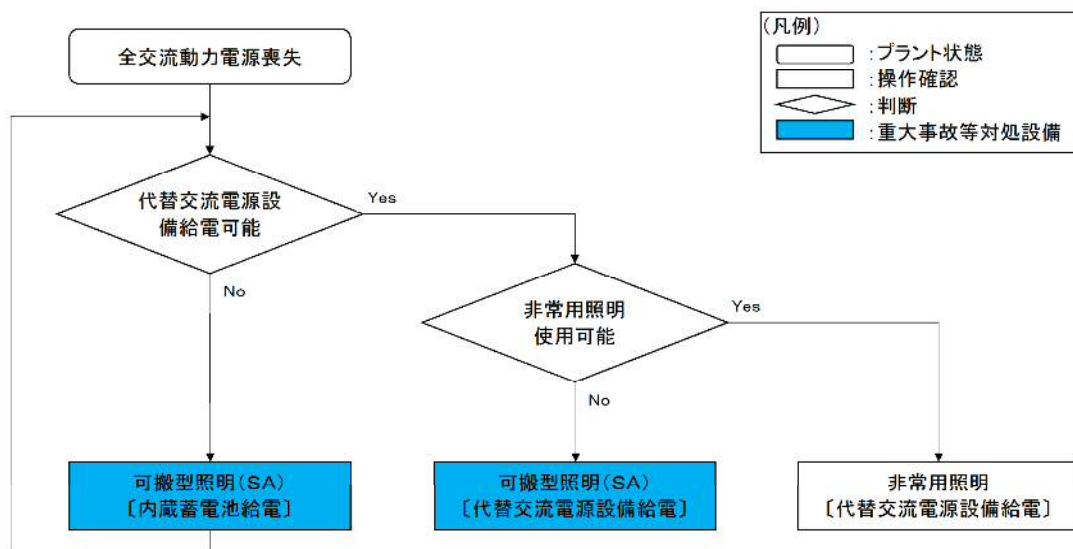 全交流動力電源喪失
(凡例)
:プラント状態
:操作確認
:判断
:重大事故等対処設備
代替交流電源設
備給電可能
Yes
No
非常用照明
使用可能
Yes
No
可搬型照明(SA)
〔内蔵蓄電池給電〕
可搬型照明(SA)
〔代替交流電源設備給電〕
非常用照明
〔代替交流電源設備給電〕